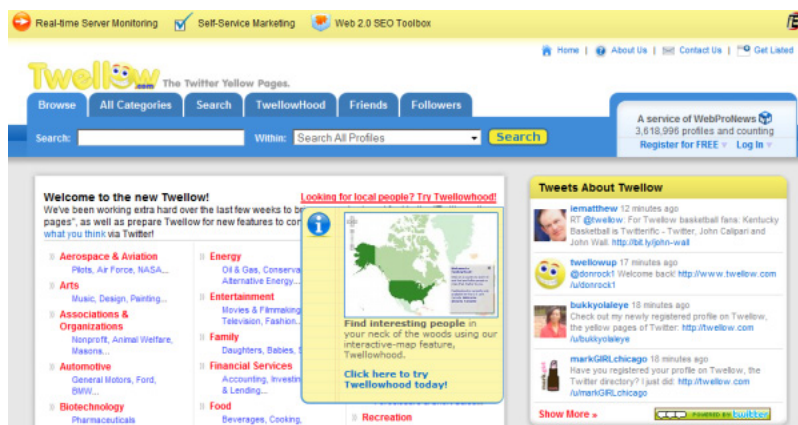 Real-time Server Monitoring Self-Service Marketing Web 2.0 SEO Toolbox
Home | About Us | Contact Us | Get Listed
Twellow.com The Twitter Yellow Pages.
Browse All Categories Search TwellowHood Friends Followers
Search: Within: Search All Profiles Search
A service of WebProNews
3,618,996 profiles and counting
Register for FREE Log In
Welcome to the new Twellow!
Looking for local people? Try Twellowhood!
We've been working extra hard over the last few weeks to
pages", as well as prepare Twellow for new features to
what you think via Twitter!
Aerospace & Aviation
Pilots, Air Force, NASA...
Arts
Music, Design, Painting...
Associations &
Organizations
Nonprofit, Animal Welfare,
Masons...
Automotive
General Motors, Ford,
BMW...
Biotechnology
Pharmaceuticals
Energy
Oil & Gas,
Alternative Energy...
Entertainment
Movies & Filmmaking
Television, Fashion...
Family
Daughters, Babies,
Financial Services
Accounting,
& Lending...
Food
Beverages, Cooking,
Recreation
Find interesting people in
your neck of the woods using our
interactive-map feature,
Twellowhood.
Click here to try
Twellowhood today!
Tweets About Twellow
iematthew 12 minutes ago
RT @twellow: For Twellow basketball fans: Kentucky
Basketball is Twitterific - Twitter, John Calipari and
John Wall. http://bit.ly/john-wall
twellowup 17 minutes ago
@donrock1 Welcome back! http://www.twellow.com
/u/donrock1
bukkyolaleye 18 minutes ago
Check out my newly registered profile on Twellow,
the yellow pages of Twitter: http://twellow.com
/u/bukkyolaleye
markGIRLchicago 18 minutes ago
Have you registered your profile on Twellow, the
Twitter directory? I just did: http://twellow.com
/u/markGIRLchicago
Show More »
POWERED BY twitter